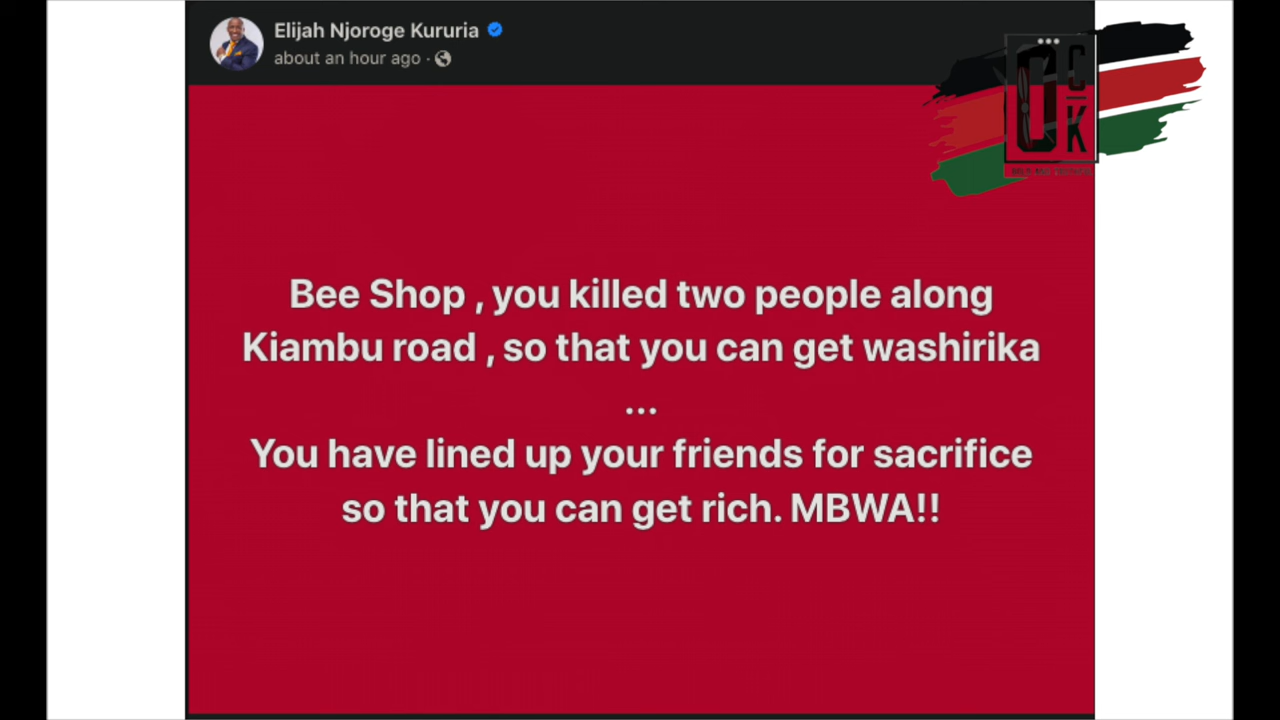 Elijah Njoroge Kururia
about an hour ago ·
C
K
Bee Shop , you killed two people along
Kiambu road , so that you can get washirika
...
You have lined up your friends for sacrifice
so that you can get rich. MBWA!!